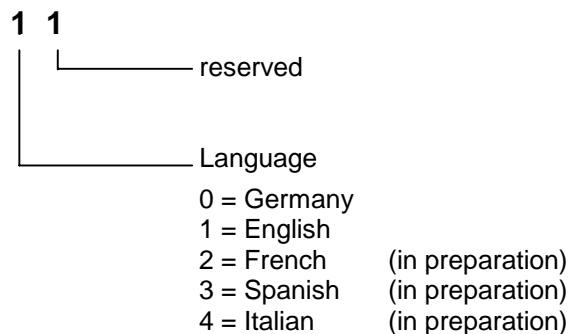 1 1
reserved
Language
0 = Germany
1 = English
2 = French (in preparation)
3 = Spanish (in preparation)
4 = Italian (in preparation)